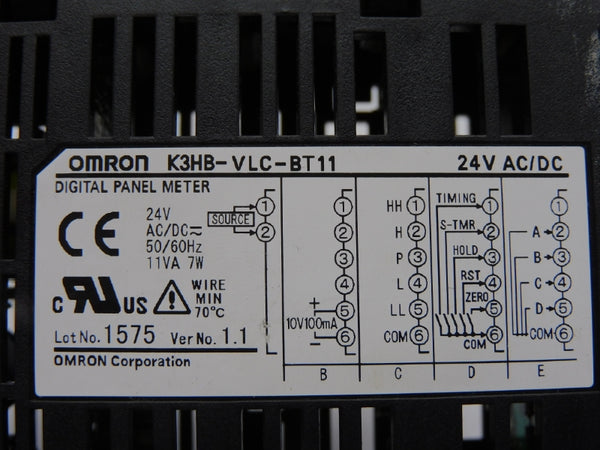 OMRON K3HB-VLC-BT11 24V AC/DC
DIGITAL PANEL METER
CE
24V
AC/DC≂
50/60Hz
11VA 7W
SOURCE
1
2
c RU US
WIRE
MIN
70℃
Lot No. 1575 Ver No. 1.1
OMRON Corporation
1
2
3
4
+ 5
10V100mA
- 6
B
HH 1
H 2
P 3
L 4
LL 5
COM 6
C
TIMING 1
S-TMR 2
HOLD 3
RST 4
ZERO 5
COM 6
D
1
A 2
B 3
C 4
D 5
COM 6
E